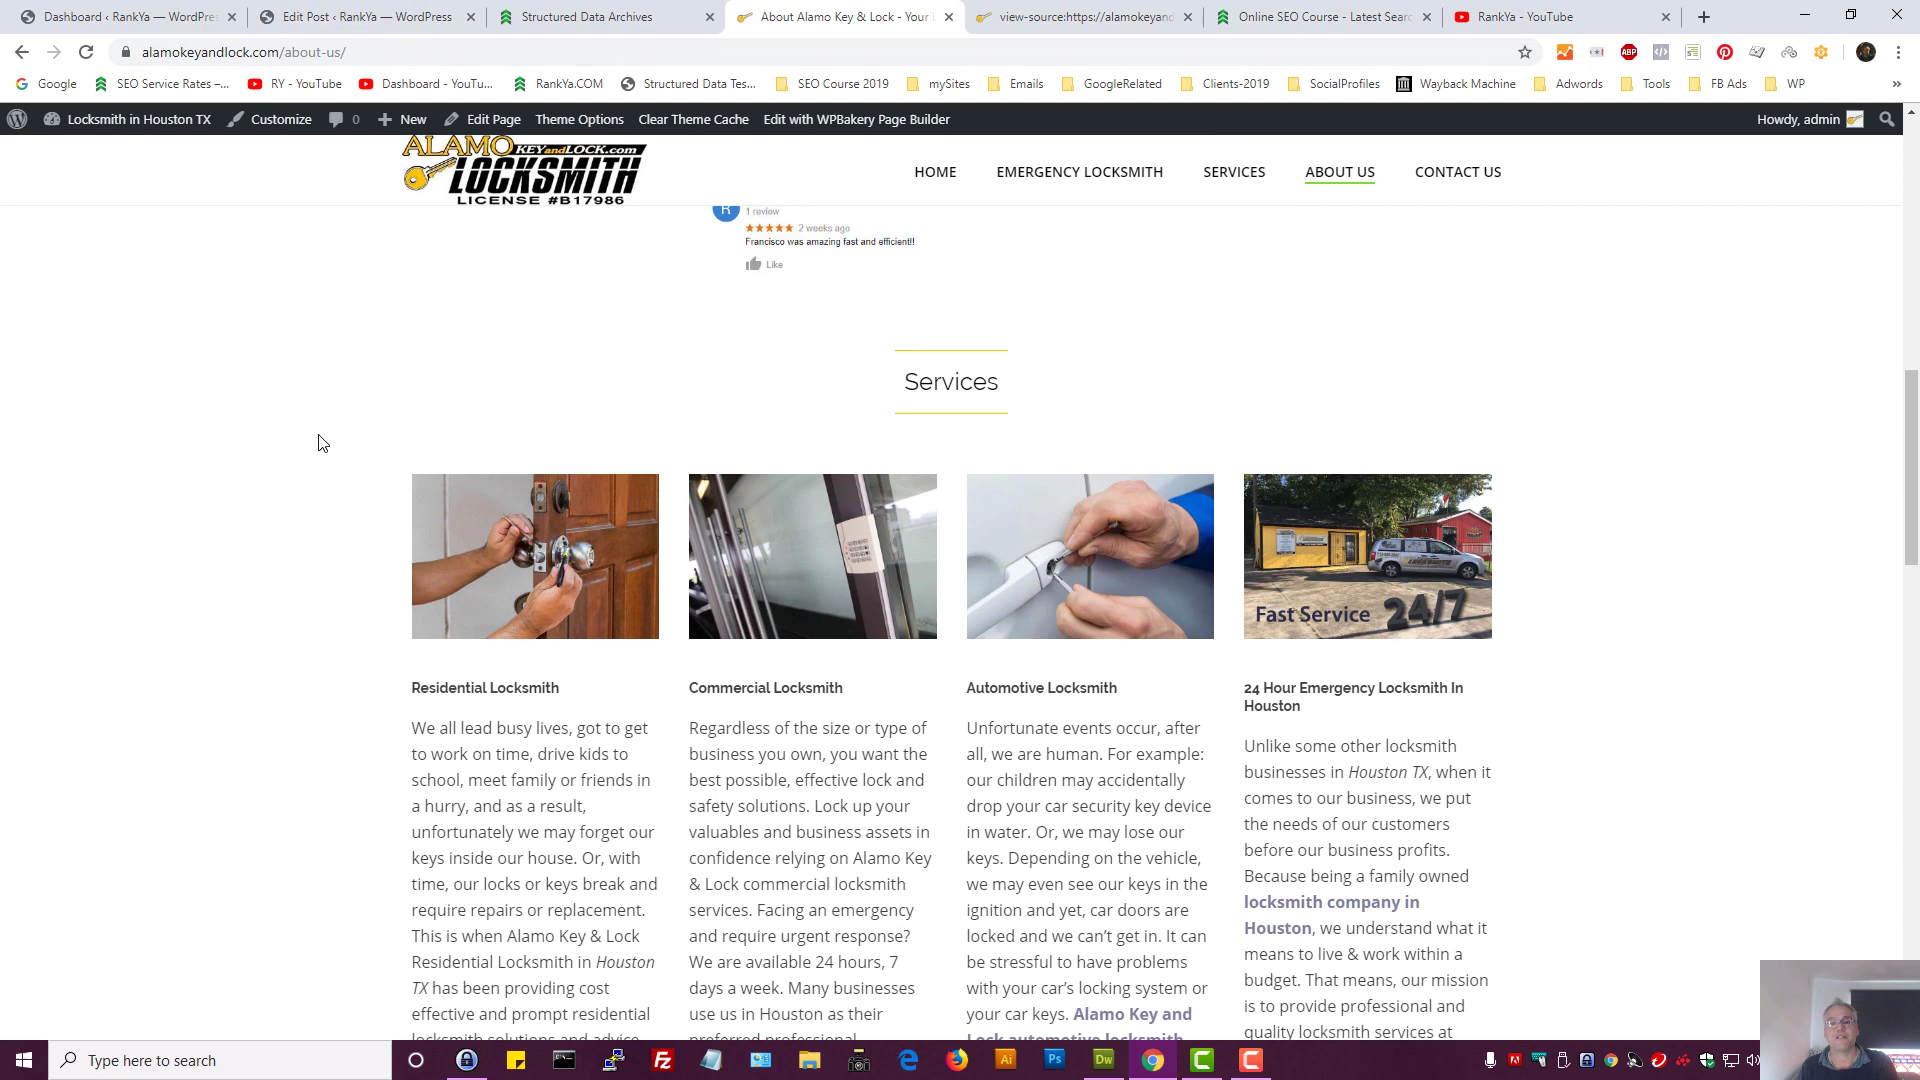 Dashboard ‹ RankYa — WordPres
Edit Post ‹ RankYa — WordPress
Structured Data Archives
About Alamo Key & Lock - Your
view-source:https://alamokeyand
Online SEO Course - Latest Searc
RankYa - YouTube
alamokeyandlock.com/about-us/
Google
SEO Service Rates –...
RY - YouTube
Dashboard - YouTu...
RankYa.COM
Structured Data Tes...
SEO Course 2019
mySites
Emails
GoogleRelated
Clients-2019
SocialProfiles
Wayback Machine
Adwords
Tools
FB Ads
WP
Locksmith in Houston TX
Customize
0
New
Edit Page
Theme Options
Clear Theme Cache
Edit with WPBakery Page Builder
Howdy, admin
ALAMO KEYandLOCK.com
LOCKSMITH
LICENSE #B17986
HOME
EMERGENCY LOCKSMITH
SERVICES
ABOUT US
CONTACT US
R
1 review
2 weeks ago
Francisco was amazing fast and efficient!!
Like
Services
Fast Service 24/7
Residential Locksmith
We all lead busy lives, got to get
to work on time, drive kids to
school, meet family or friends in
a hurry, and as a result,
unfortunately we may forget our
keys inside our house. Or, with
time, our locks or keys break and
require repairs or replacement.
This is when Alamo Key & Lock
Residential Locksmith in Houston
TX has been providing cost
effective and prompt residential
locksmith solutions and advice
Commercial Locksmith
Regardless of the size or type of
business you own, you want the
best possible, effective lock and
safety solutions. Lock up your
valuables and business assets in
confidence relying on Alamo Key
& Lock commercial locksmith
services. Facing an emergency
and require urgent response?
We are available 24 hours, 7
days a week. Many businesses
use us in Houston as their
preferred professional
Automotive Locksmith
Unfortunate events occur, after
all, we are human. For example:
our children may accidentally
drop your car security key device
in water. Or, we may lose our
keys. Depending on the vehicle,
we may even see our keys in the
ignition and yet, car doors are
locked and we can't get in. It can
be stressful to have problems
with your car's locking system or
your car keys. Alamo Key and
Lock automotive locksmith
24 Hour Emergency Locksmith In
Houston
Unlike some other locksmith
businesses in Houston TX, when it
comes to our business, we put
the needs of our customers
before our business profits.
Because being a family owned
locksmith company in
Houston, we understand what it
means to live & work within a
budget. That means, our mission
is to provide professional and
quality locksmith services at
Type here to search